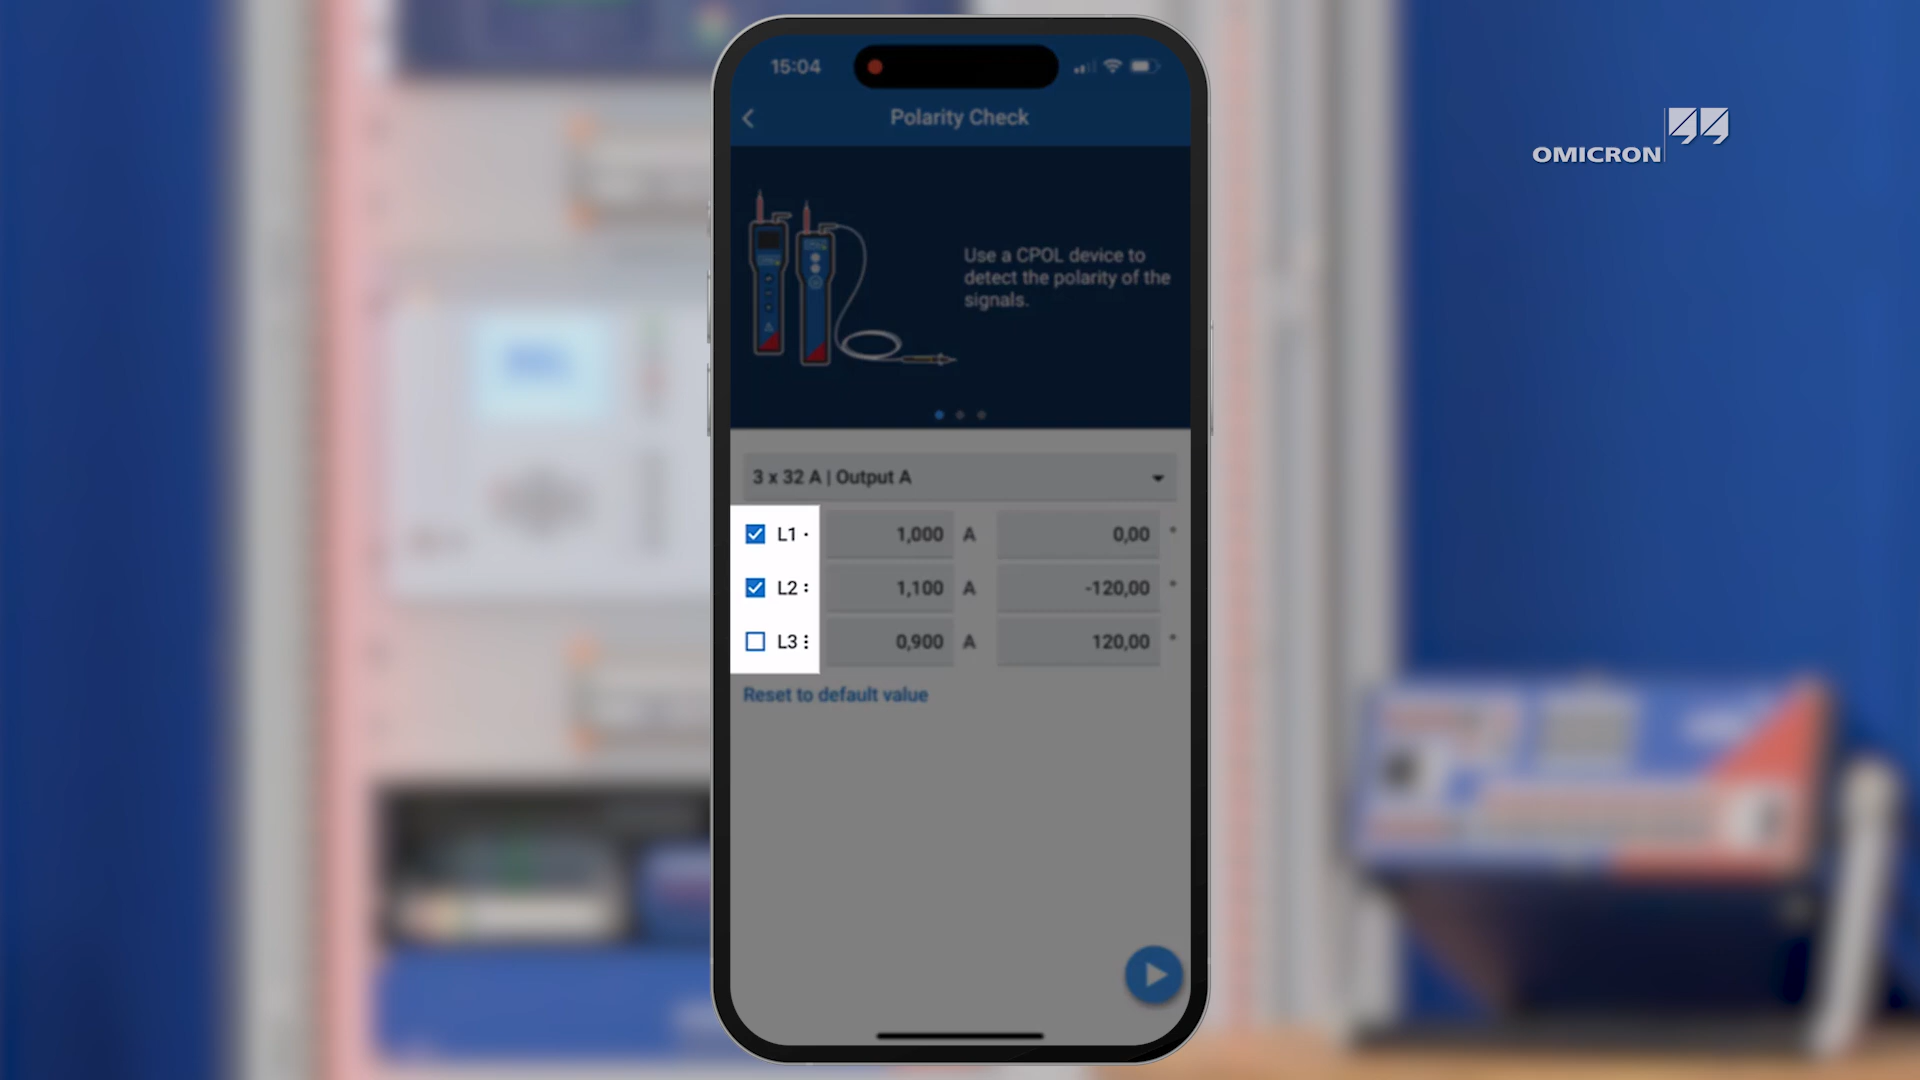 15:04
Polarity Check
OMICRON
Use a CPOL device to
detect the polarity of the
signals.
3 x 32 A | Output A
L1 · 1,000 A 0,00 °
L2 : 1,100 A -120,00 °
L3 ⁝ 0,900 A 120,00 °
Reset to default value